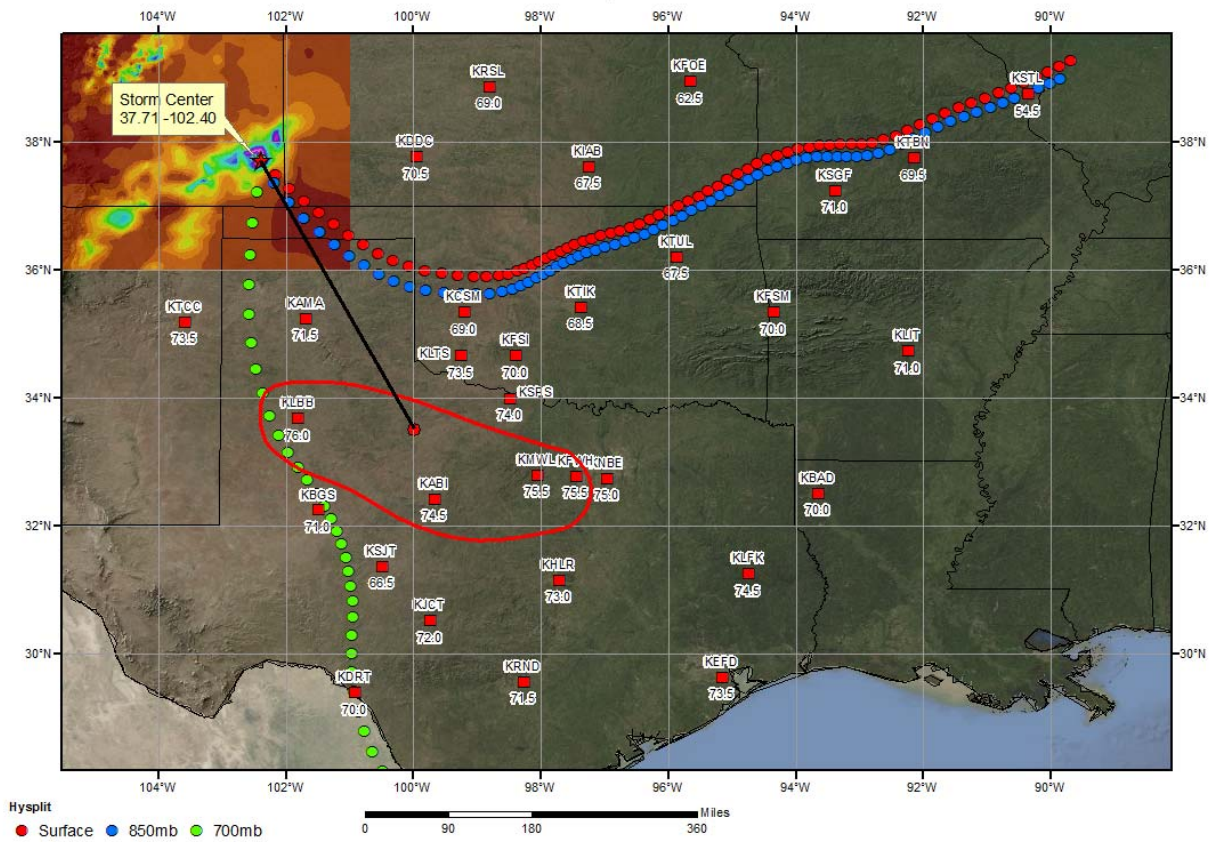 104°W 102°W 100°W 98°W 96°W 94°W 92°W 90°W
Storm Center
37.71 -102.40
38°N
38°N
36°N
36°N
34°N
34°N
32°N
32°N
30°N
30°N
KRSL
69.0
KFOE
62.5
KSTL
54.5
KDDC
70.5
KIAB
67.5
KTBN
69.5
KSGF
71.0
KTUL
67.5
KTCC
73.5
KAMA
71.5
KCSM
69.0
KTIK
68.5
KFSM
70.0
KLTS
73.5
KFSI
70.0
KLIT
71.0
KSPS
74.0
KLBB
76.0
KMWL
75.5
KFWH
75.5
KNBE
75.0
KABI
74.5
KBAD
70.0
KBGS
71.0
KSJT
66.5
KHLR
73.0
KLFK
74.5
KJCT
72.0
KDRT
70.0
KRND
71.5
KEFD
73.5
104°W 102°W 100°W 98°W 96°W 94°W 92°W 90°W
Hysplit
Surface 850mb 700mb
Miles
0 90 180 360